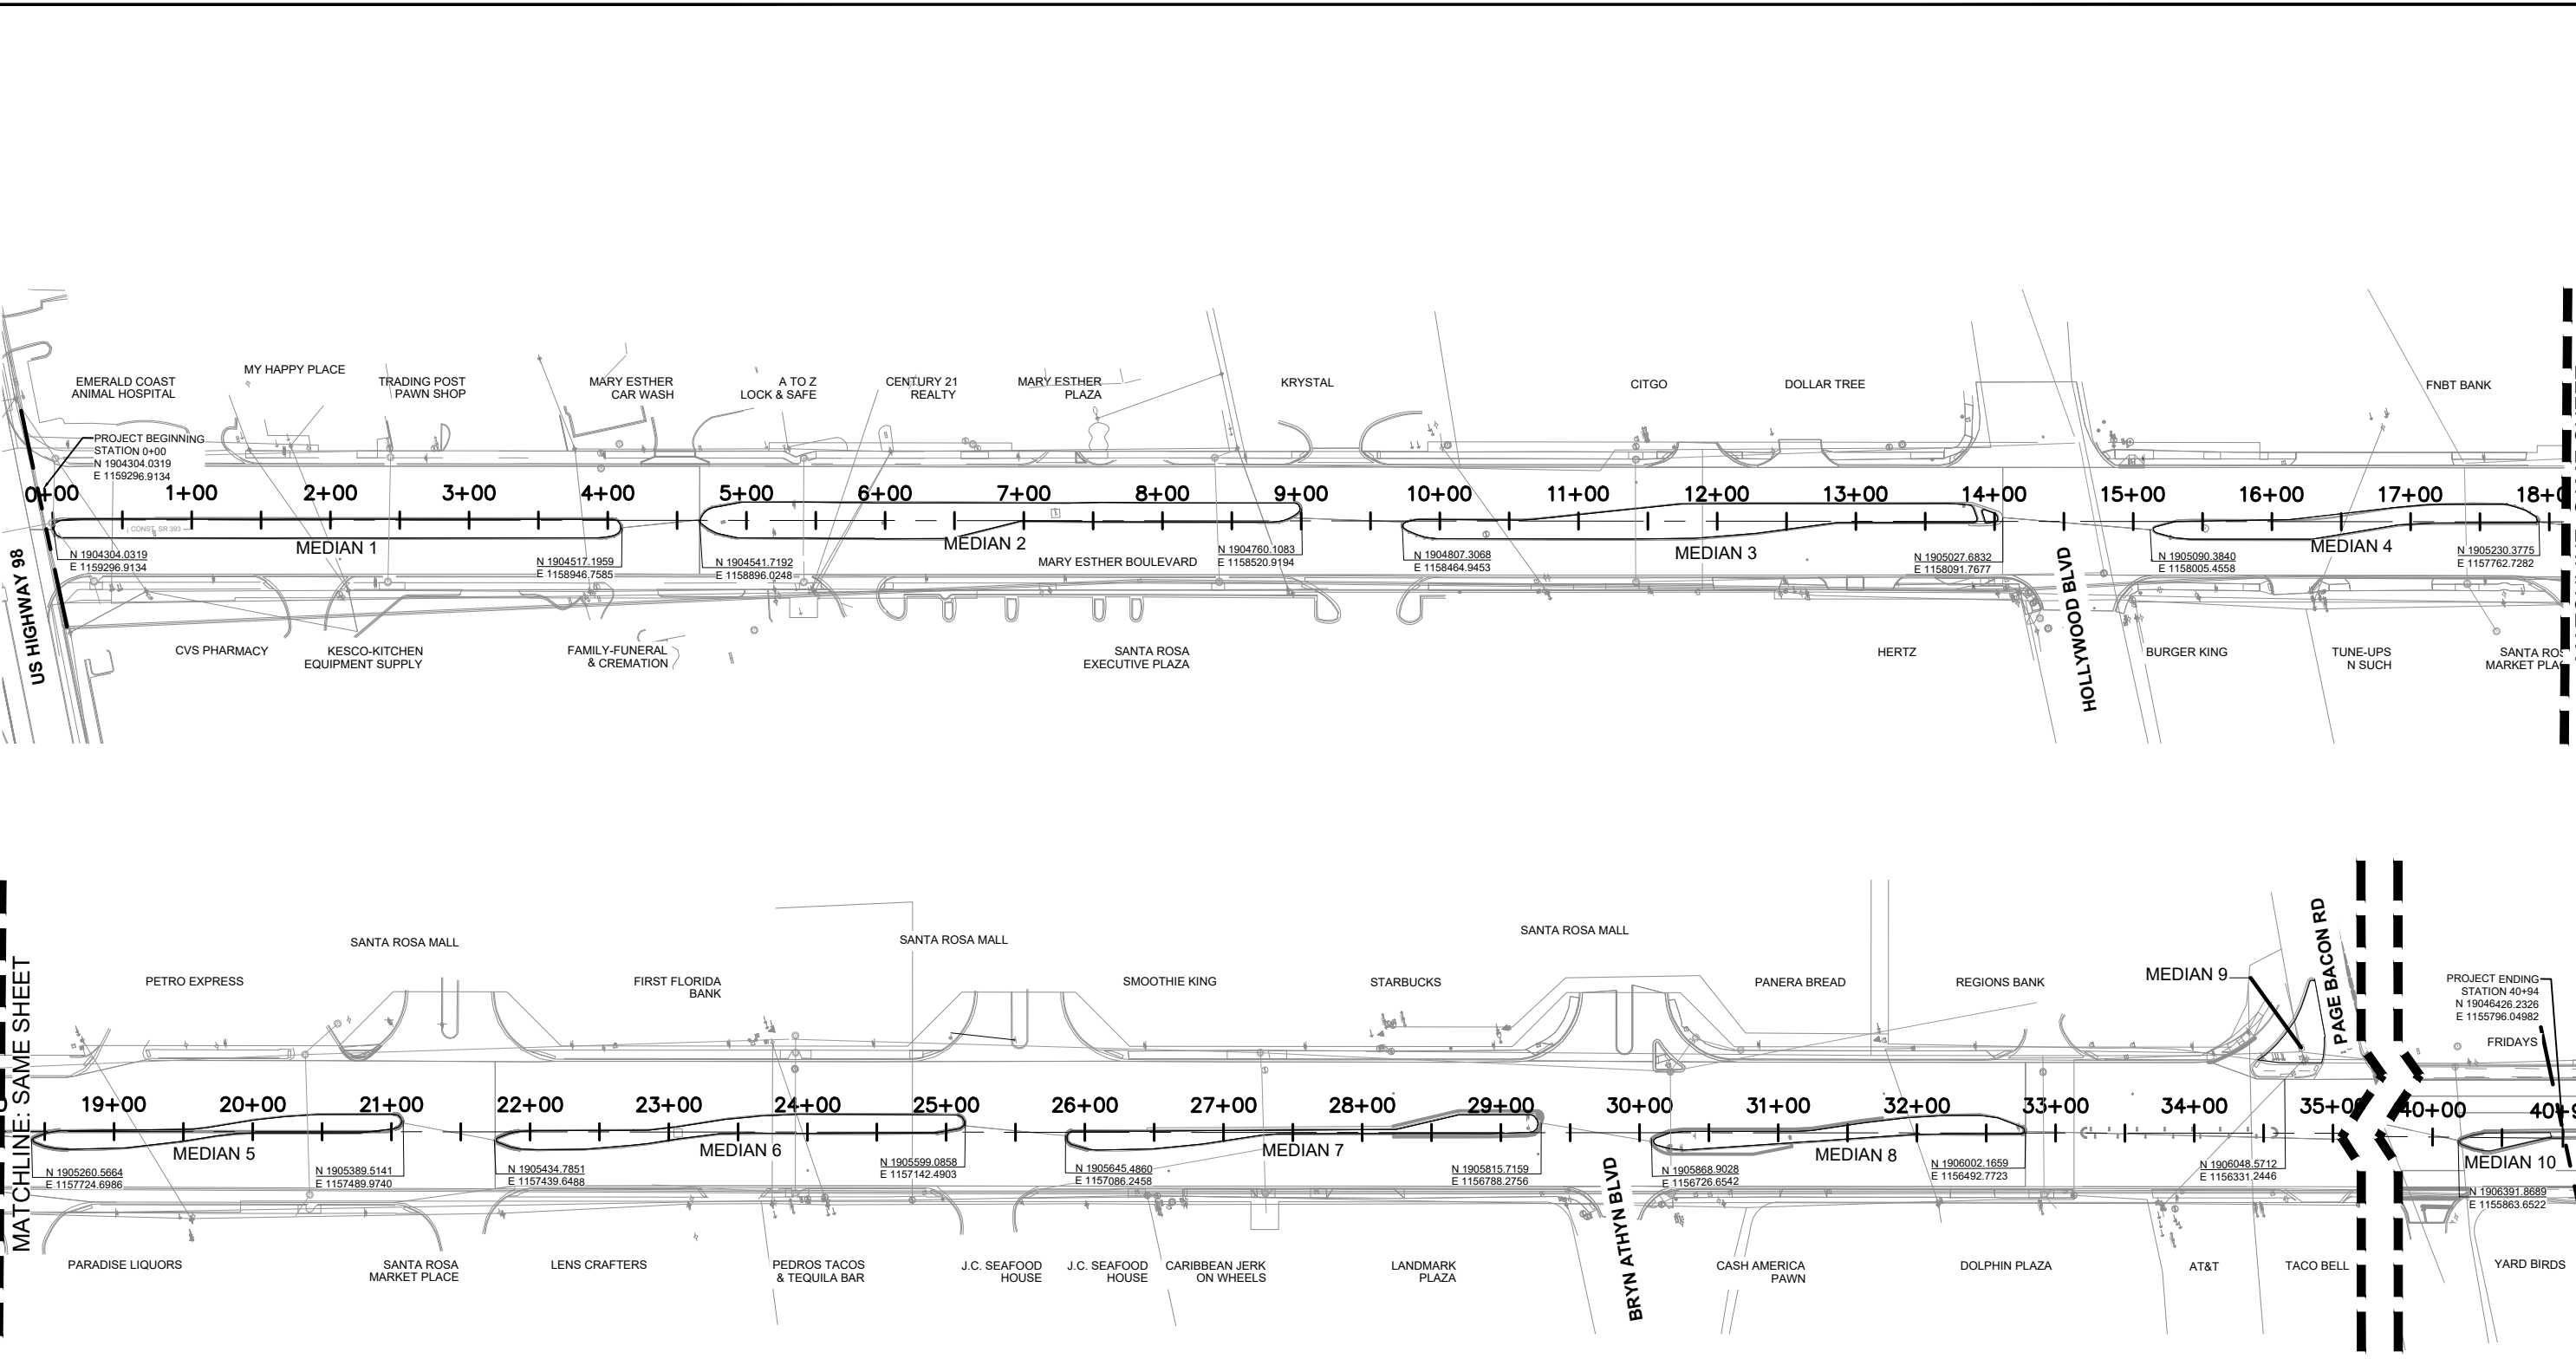 EMERALD COAST
ANIMAL HOSPITAL
MY HAPPY PLACE
TRADING POST
PAWN SHOP
MARY ESTHER
CAR WASH
A TO Z
LOCK & SAFE
CENTURY 21
REALTY
MARY ESTHER
PLAZA
KRYSTAL
CITGO
DOLLAR TREE
FNBT BANK
PROJECT BEGINNING
STATION 0+00
N 1904304.0319
E 1159296.9134
0+00 1+00 2+00 3+00 4+00 5+00 6+00 7+00 8+00 9+00 10+00 11+00 12+00 13+00 14+00 15+00 16+00 17+00 18+0
CONST. SR 393
MEDIAN 1
MEDIAN 2
MEDIAN 3
MEDIAN 4
N 1904304.0319
E 1159296.9134
N 1904517.1959
E 1158946.7585
N 1904541.7192
E 1158896.0248
MARY ESTHER BOULEVARD
N 1904760.1083
E 1158520.9194
N 1904807.3068
E 1158464.9453
N 1905027.6832
E 1158091.7677
N 1905090.3840
E 1158005.4558
N 1905230.3775
E 1157762.7282
US HIGHWAY 98
HOLLYWOOD BLVD
CVS PHARMACY
KESCO-KITCHEN
EQUIPMENT SUPPLY
FAMILY-FUNERAL
& CREMATION
SANTA ROSA
EXECUTIVE PLAZA
HERTZ
BURGER KING
TUNE-UPS
N SUCH
SANTA ROS
MARKET PLA
MATCHLINE: SAME SHEET
SANTA ROSA MALL
SANTA ROSA MALL
SANTA ROSA MALL
PETRO EXPRESS
FIRST FLORIDA
BANK
SMOOTHIE KING
STARBUCKS
PANERA BREAD
REGIONS BANK
MEDIAN 9
PAGE BACON RD
PROJECT ENDING
STATION 40+94
N 19046426.2326
E 1155796.04982
FRIDAYS
19+00 20+00 21+00 22+00 23+00 24+00 25+00 26+00 27+00 28+00 29+00 30+00 31+00 32+00 33+00 34+00 35+00 40+00 40+9
MEDIAN 5
MEDIAN 6
MEDIAN 7
MEDIAN 8
MEDIAN 10
N 1905260.5664
E 1157724.6986
N 1905389.5141
E 1157489.9740
N 1905434.7851
E 1157439.6488
N 1905599.0858
E 1157142.4903
N 1905645.4860
E 1157086.2458
N 1905815.7159
E 1156788.2756
N 1905868.9028
E 1156726.6542
N 1906002.1659
E 1156492.7723
N 1906048.5712
E 1156331.2446
N 1906391.8689
E 1155863.6522
BRYN ATHYN BLVD
PARADISE LIQUORS
SANTA ROSA
MARKET PLACE
LENS CRAFTERS
PEDROS TACOS
& TEQUILA BAR
J.C. SEAFOOD
HOUSE
J.C. SEAFOOD
HOUSE
CARIBBEAN JERK
ON WHEELS
LANDMARK
PLAZA
CASH AMERICA
PAWN
DOLPHIN PLAZA
AT&T
TACO BELL
YARD BIRDS